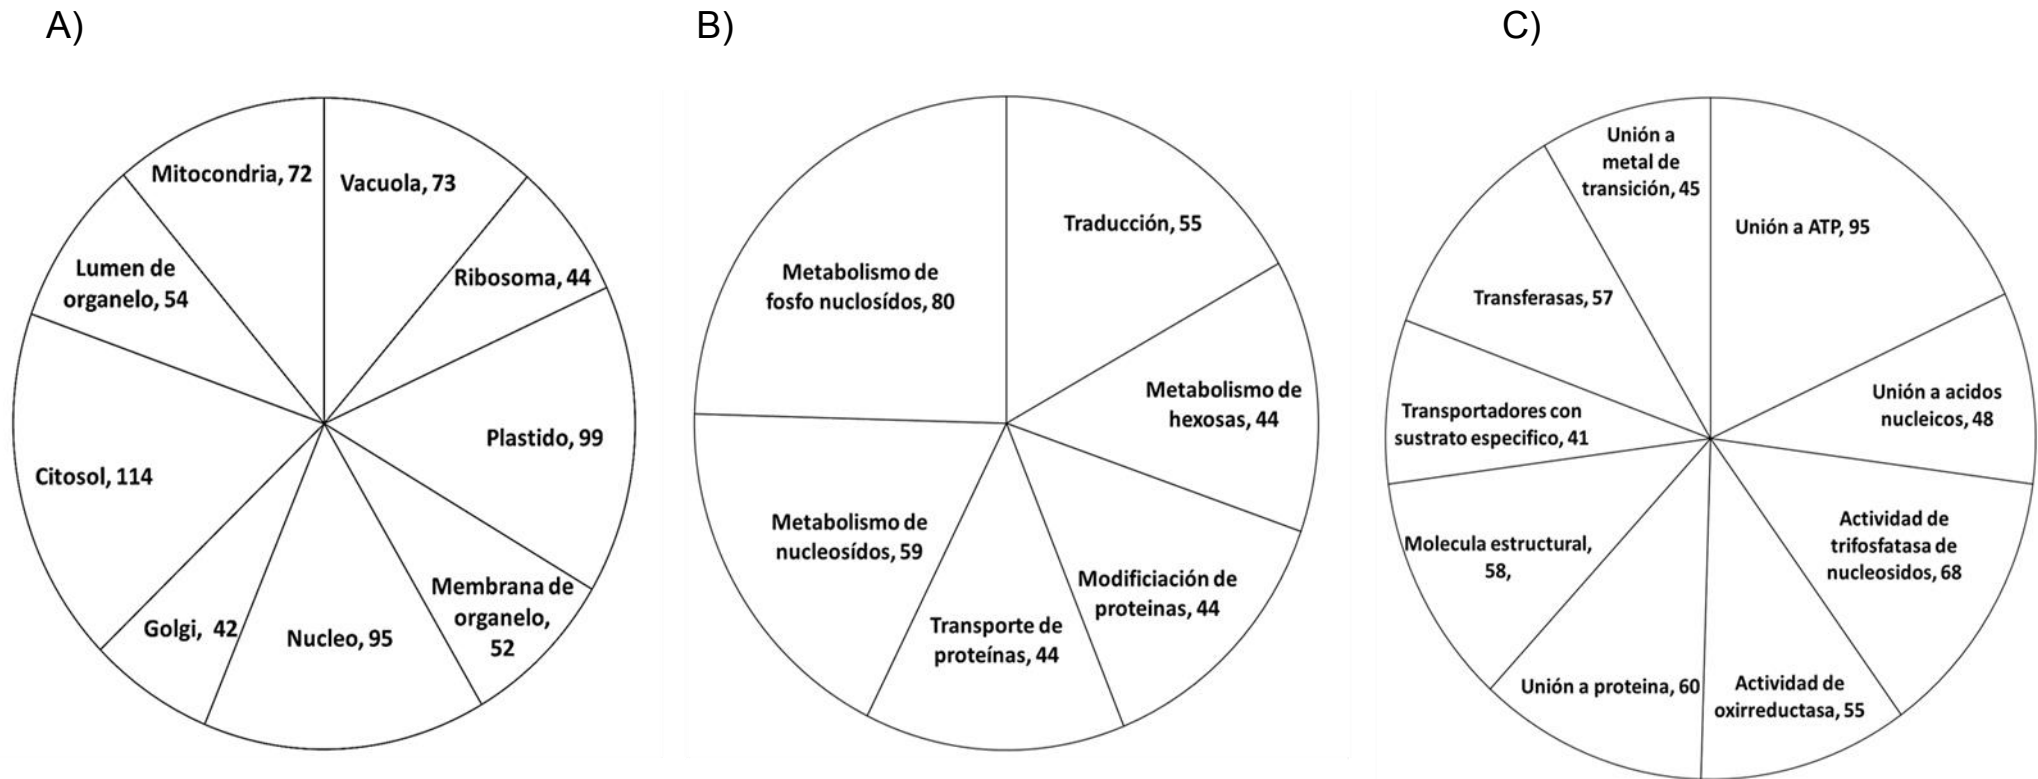 A)
B)
C)
Mitocondria, 72
Vacuola, 73
Ribosoma, 44
Plastido, 99
Membrana de
organelo,
52
Nucleo, 95
Golgi, 42
Citosol, 114
Lumen de
organelo, 54
Traducción, 55
Metabolismo de
hexosas, 44
Modificiación de
proteinas, 44
Transporte de
proteínas, 44
Metabolismo de
nucleosídos, 59
Metabolismo de
fosfo nuclosídos, 80
Unión a
metal de
transición, 45
Unión a ATP, 95
Unión a acidos
nucleicos, 48
Actividad de
trifosfatasa de
nucleosidos, 68
Actividad de
oxirreductasa, 55
Unión a proteina, 60
Molecula estructural,
58,
Transportadores con
sustrato especifico, 41
Transferasas, 57